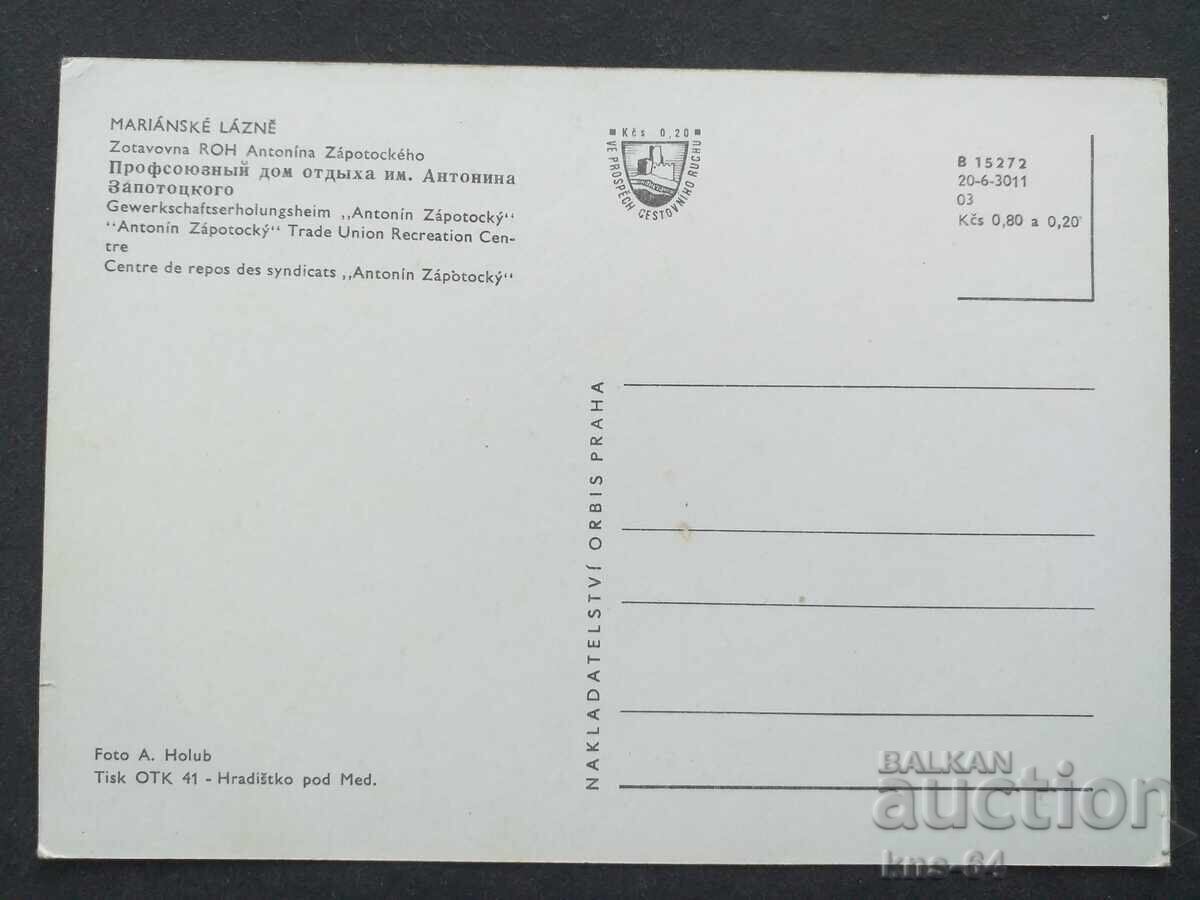 MARIÁNSKÉ LÁZNĚ
Zotavovna ROH Antonína Zápotockého
Профсоюзный дом отдыха им. Антонина
Запотоцкого
Gewerkschaftserholungsheim ,,Antonín Zápotocký“
“Antonín Zápotocký“ Trade Union Recreation Cen-
tre
Centre de repos des syndicats ,,Antonín Zápotocký“
Kčs 0,20
VE PROSPĚCH CESTOVNÍHO RUCHU
B 15272
20-6-3011
03
Kčs 0,80 a 0,20
NAKLADATELSTVÍ ORBIS PRAHA
Foto A. Holub
Tisk OTK 41 - Hradištko pod Med.
BALKAN
auction
kns-64